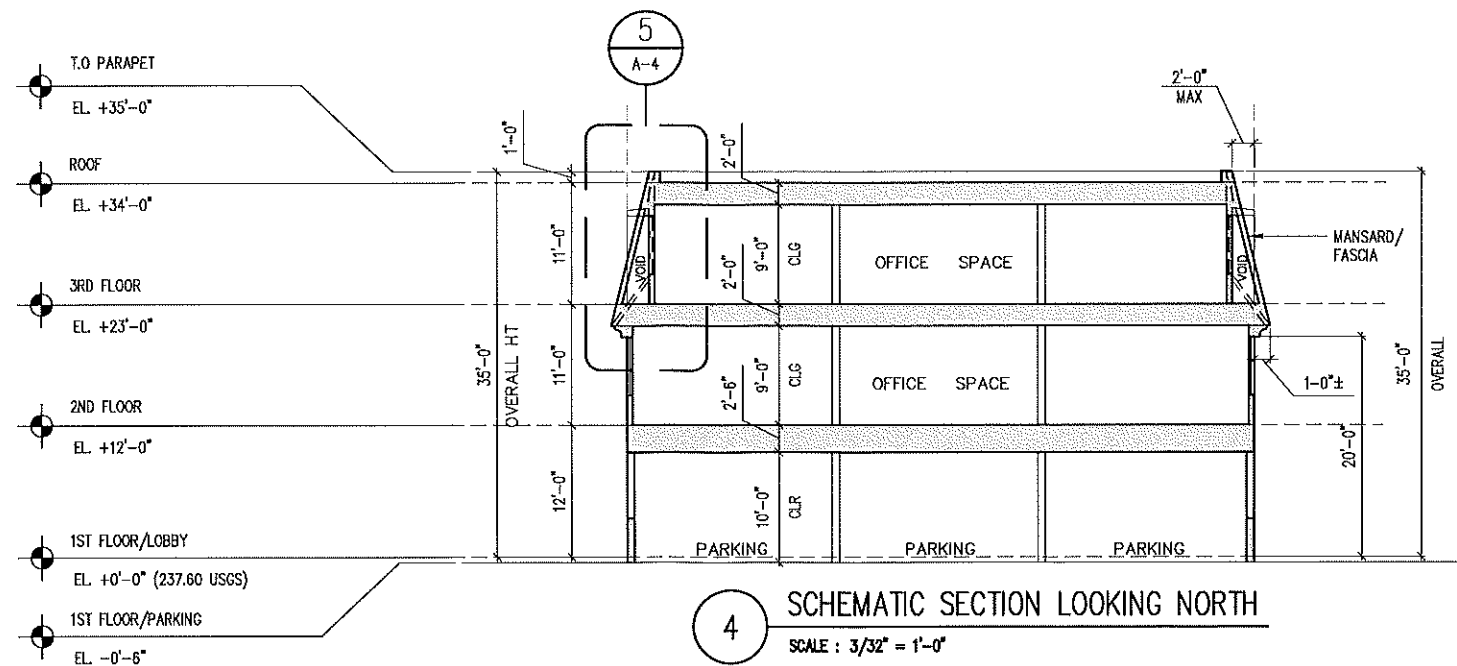 5
A-4
T.O PARAPET
EL. +35'-0"
ROOF
EL. +34'-0"
3RD FLOOR
EL. +23'-0"
2ND FLOOR
EL. +12'-0"
1ST FLOOR/LOBBY
EL. +0'-0" (237.60 USGS)
1ST FLOOR/PARKING
EL. -0'-6"
35'-0"
OVERALL HT
1'-0"
11'-0"
11'-0"
12'-0"
2'-0"
9'-0"
CLG
2'-0"
9'-0"
CLG
2'-6"
10'-0"
CLR
VOID
OFFICE SPACE
OFFICE SPACE
PARKING
PARKING
PARKING
2'-0"
MAX
VOID
MANSARD/
FASCIA
1-0"±
20'-0"
35'-0"
OVERALL
4
SCHEMATIC SECTION LOOKING NORTH
SCALE : 3/32" = 1'-0"